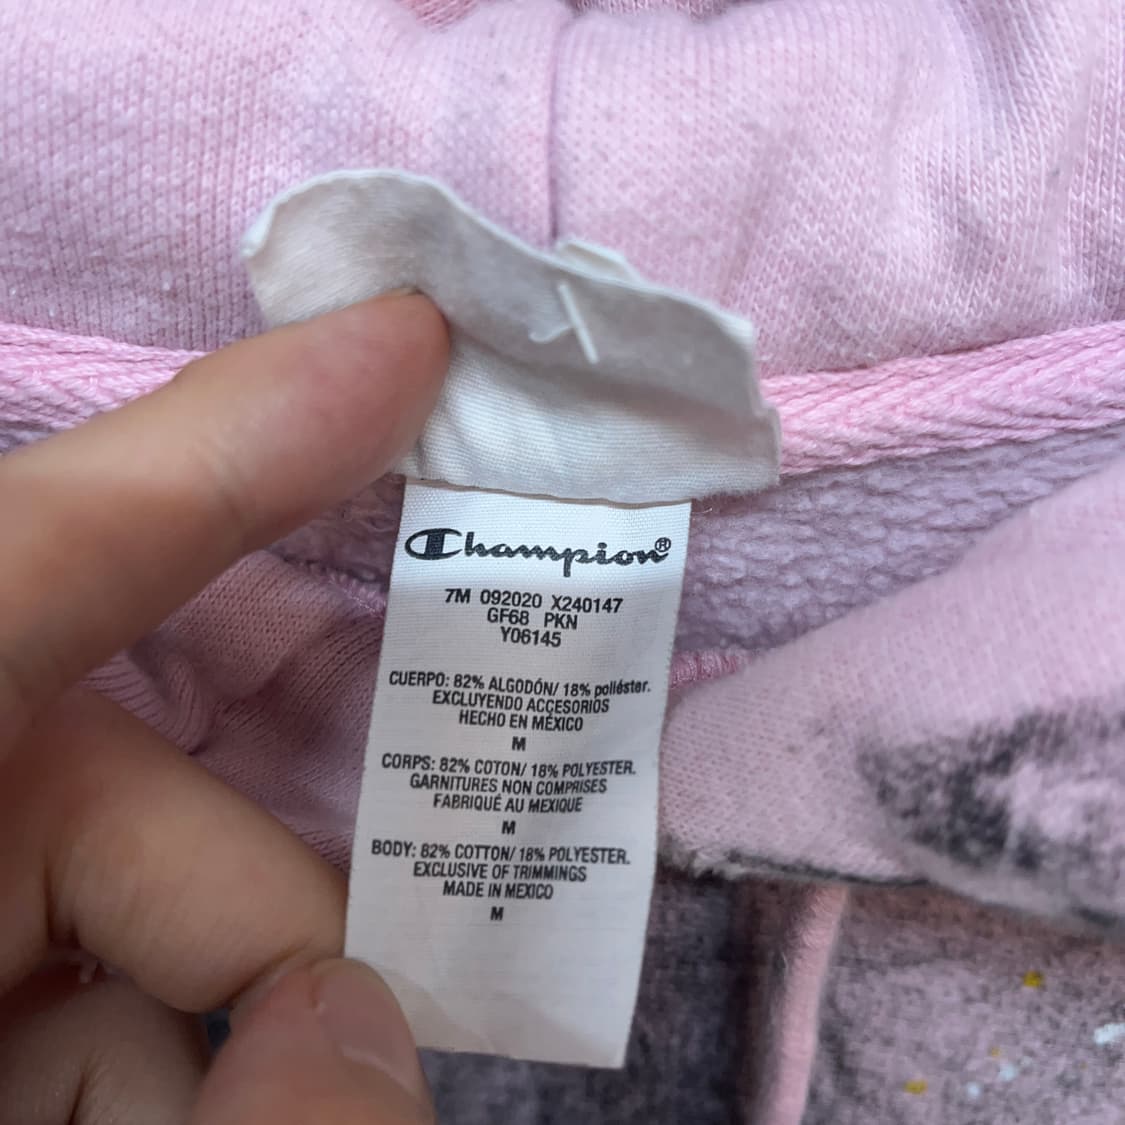 Champion®
7M 092020 X240147
GF68 PKN
Y06145
CUERPO: 82% ALGODÓN/ 18% poliéster.
EXCLUYENDO ACCESORIOS
HECHO EN MÉXICO
M
CORPS: 82% COTON/ 18% POLYESTER.
GARNITURES NON COMPRISES
FABRIQUÉ AU MEXIQUE
M
BODY: 82% COTTON/ 18% POLYESTER.
EXCLUSIVE OF TRIMMINGS
MADE IN MEXICO
M